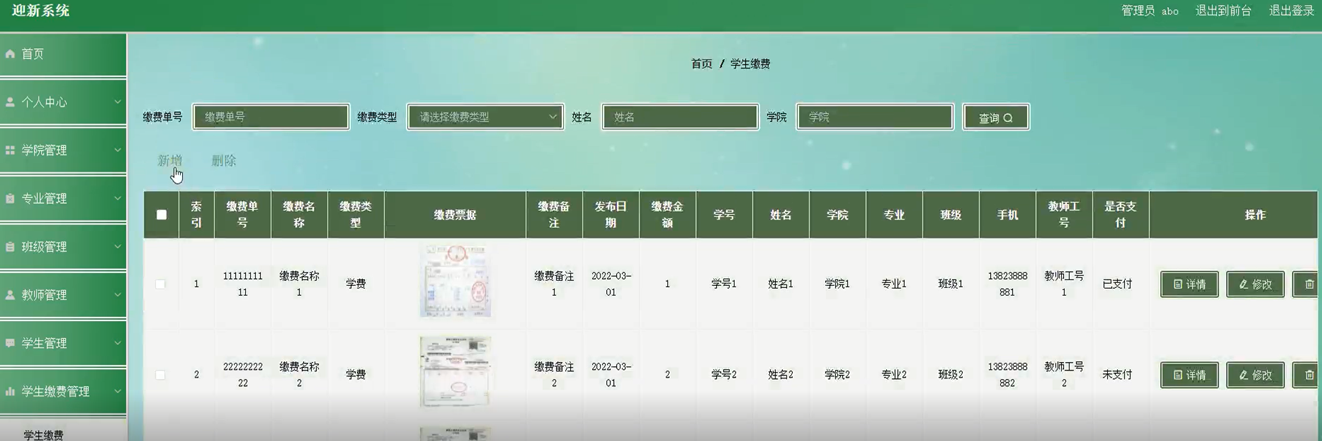 迎新系统
管理员 abo 退出到前台 退出登录
首页
个人中心
学院管理
专业管理
班级管理
教师管理
学生管理
学生缴费管理
学生缴费
首页 / 学生缴费
缴费单号 缴费单号 缴费类型 请选择缴费类型 姓名 姓名 学院 学院 查询
新增 删除
索引 缴费单号 缴费名称 缴费类型 缴费票据 缴费备注 发布日期 缴费金额 学号 姓名 学院 专业 班级 手机 教师工号 是否支付 操作
1 1111111111 缴费名称1 学费 缴费备注1 2022-03-01 1 学号1 姓名1 学院1 专业1 班级1 13823888881 教师工号1 已支付 详情 修改
2 2222222222 缴费名称2 学费 缴费备注2 2022-03-01 2 学号2 姓名2 学院2 专业2 班级2 13823888882 教师工号2 未支付 详情 修改